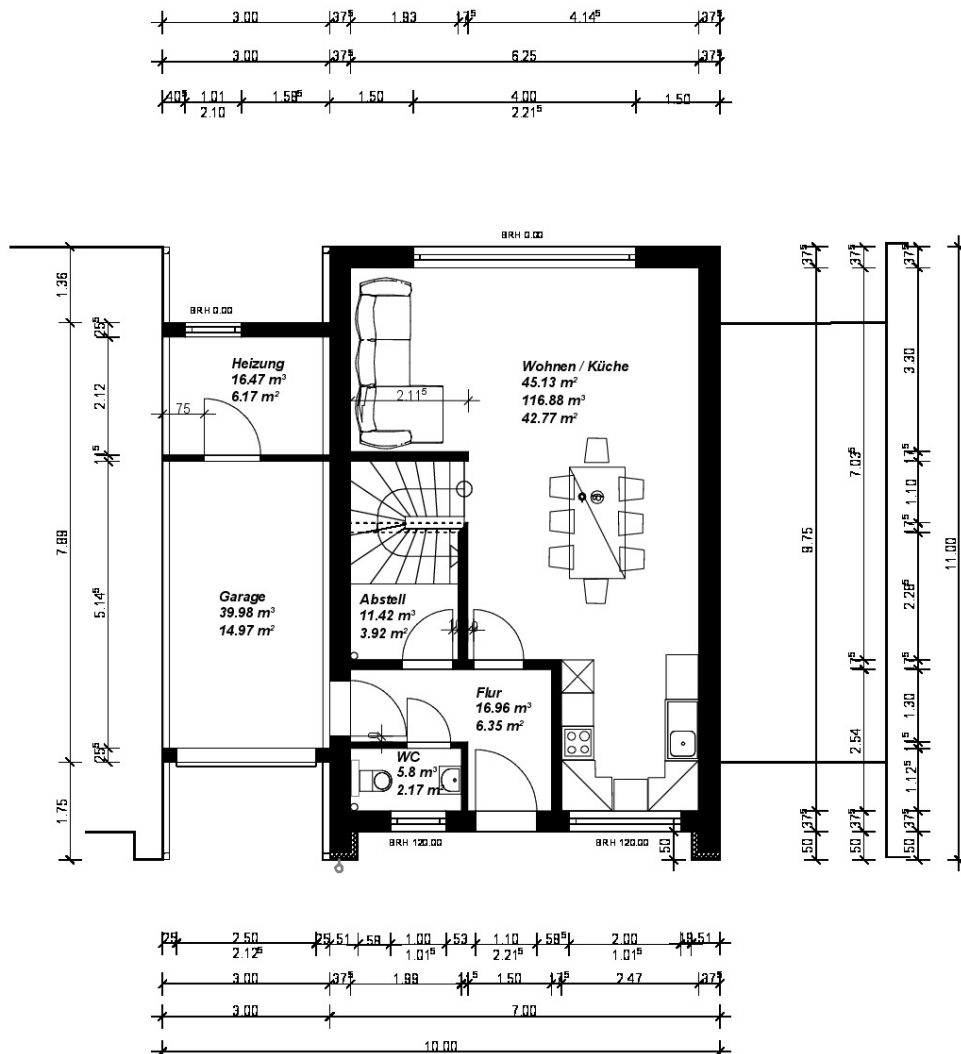 3.00 37⁵ 1.93 17⁵ 4.14⁵ 37⁵
3.00 37⁵ 6.25 37⁵
40⁵ 1.01 1.58⁵ 1.50 4.00 1.50
2.10 2.21⁵
BRH 0.00
BRH 0.00
Heizung
16.47 m³
6.17 m²
75
2.11⁵
Wohnen / Küche
45.13 m²
116.88 m³
42.77 m²
Garage
39.98 m³
14.97 m²
Abstell
11.42 m³
3.92 m²
Flur
16.96 m³
6.35 m²
WC
5.8 m³
2.17 m²
BRH 120.00
BRH 120.00
50
1.36
7.89
1.75
25⁵
2.12
1⁵
5.14⁵
25⁵
37⁵
9.75
37⁵
50
37⁵
7.03⁵
17⁵
2.54
37⁵
50
37⁵
3.30
17⁵
1.10
17⁵
2.28⁵
17⁵
1.30
1⁵
1.12⁵
37⁵
50
11.00
25 2.50 25 51 58 1.00 53 1.10 58⁵ 2.00 51
2.12⁵ 1.01⁵ 2.21⁵ 1.01⁵
3.00 37⁵ 1.99 11⁵ 1.50 17⁵ 2.47 37⁵
3.00 7.00
10.00